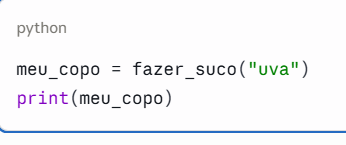 python
meu_copo = fazer_suco("uva")
print(meu_copo)